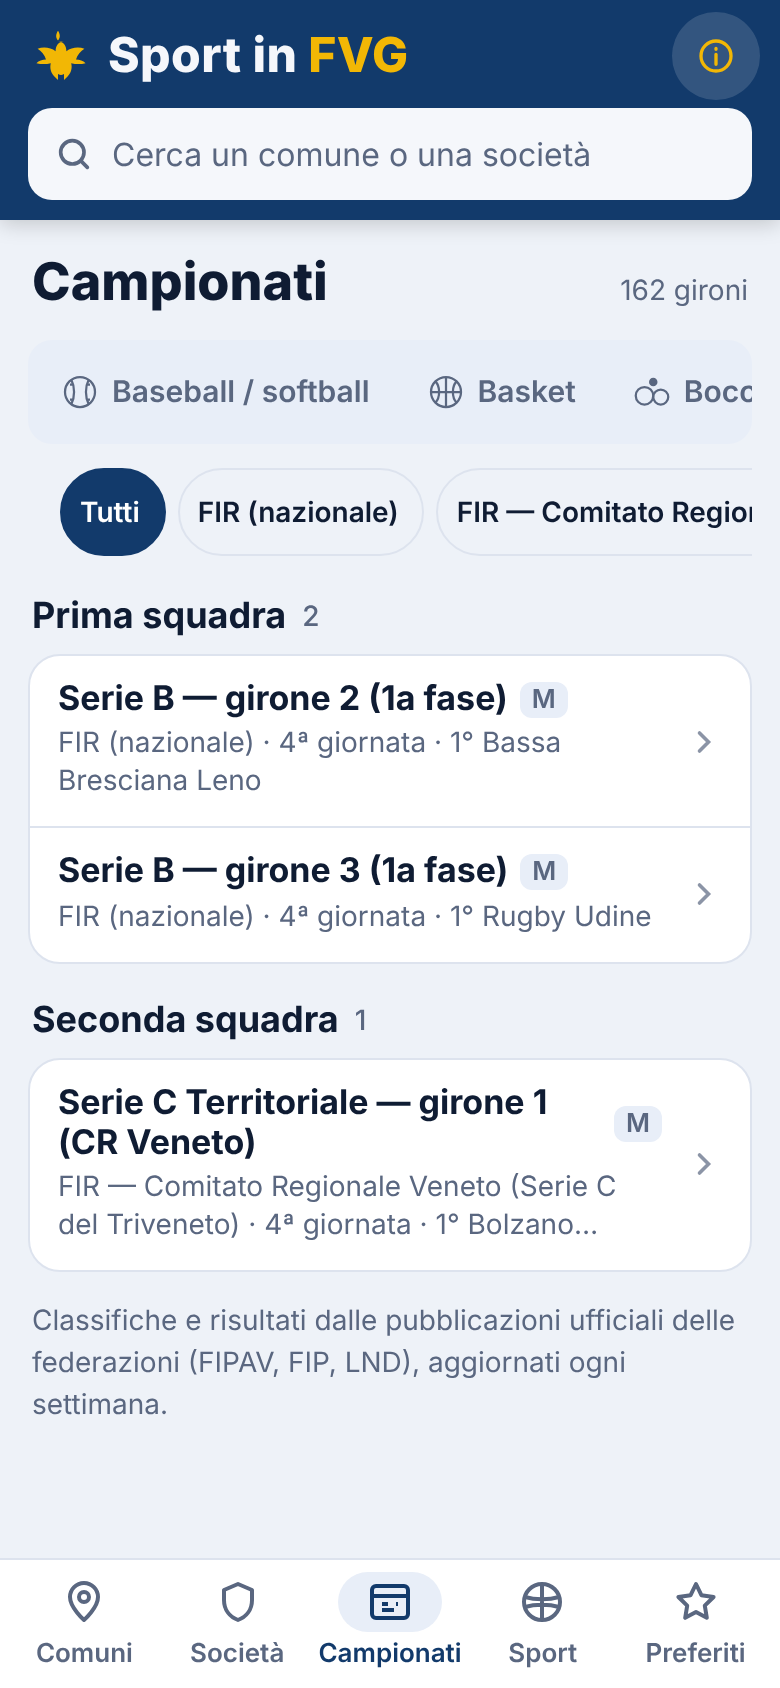 Sport in FVG
Cerca un comune o una società
Campionati
162 gironi
Baseball / softball
Basket
Bocc
Tutti
FIR (nazionale)
FIR — Comitato Region
Prima squadra 2
Serie B — girone 2 (1a fase) M
FIR (nazionale) · 4ª giornata · 1° Bassa
Bresciana Leno
Serie B — girone 3 (1a fase) M
FIR (nazionale) · 4ª giornata · 1° Rugby Udine
Seconda squadra 1
Serie C Territoriale — girone 1
(CR Veneto)
M
FIR — Comitato Regionale Veneto (Serie C
del Triveneto) · 4ª giornata · 1° Bolzano...
Classifiche e risultati dalle pubblicazioni ufficiali delle
federazioni (FIPAV, FIP, LND), aggiornati ogni
settimana.
Comuni
Società
Campionati
Sport
Preferiti